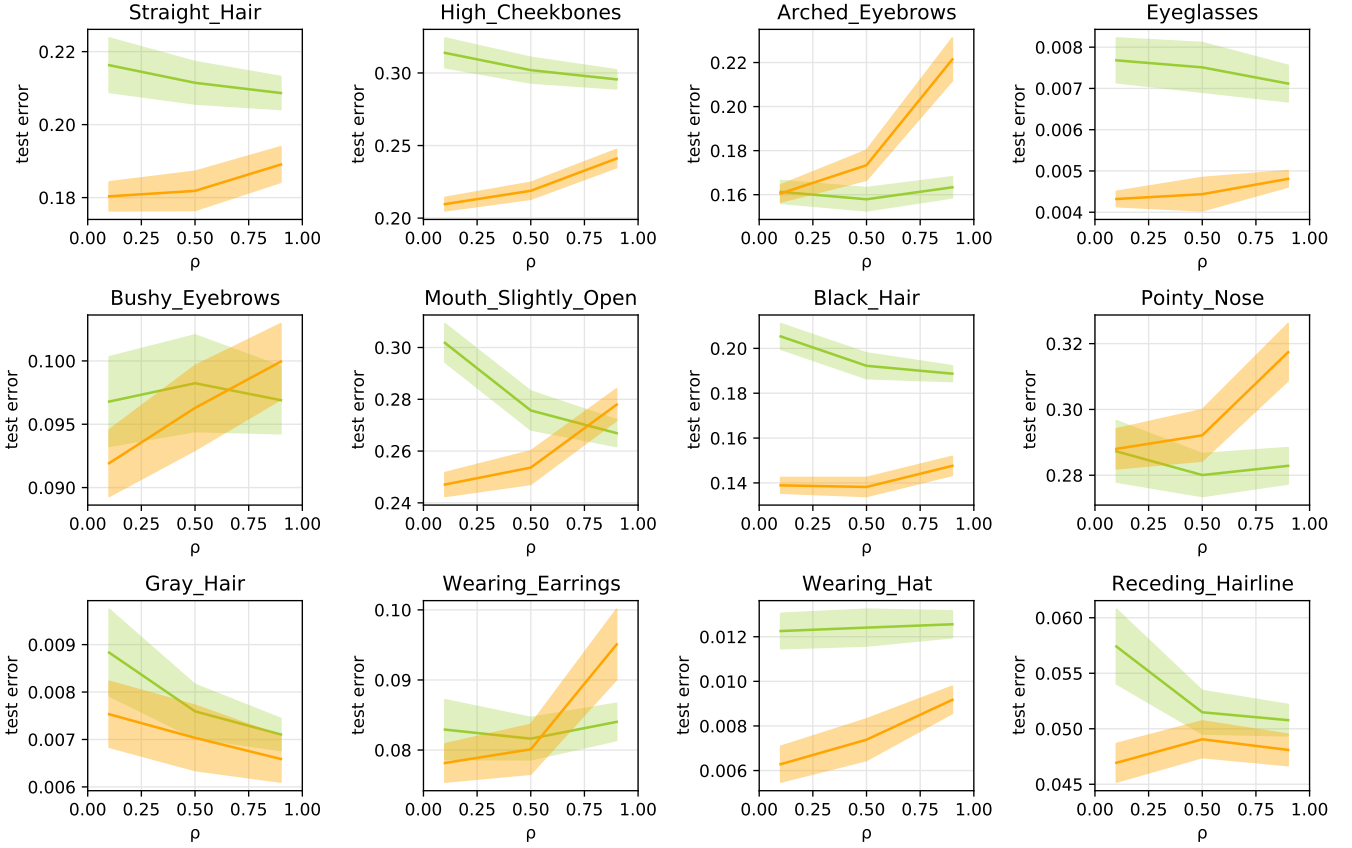 Straight_Hair
High_Cheekbones
Arched_Eyebrows
Eyeglasses
0.22
0.20
0.18
test error
0.00 0.25 0.50 0.75 1.00
ρ
0.30
0.25
0.20
test error
0.00 0.25 0.50 0.75 1.00
ρ
0.22
0.20
0.18
0.16
test error
0.00 0.25 0.50 0.75 1.00
ρ
0.008
0.007
0.006
0.005
0.004
test error
0.00 0.25 0.50 0.75 1.00
ρ
Bushy_Eyebrows
Mouth_Slightly_Open
Black_Hair
Pointy_Nose
0.100
0.095
0.090
test error
0.00 0.25 0.50 0.75 1.00
ρ
0.30
0.28
0.26
0.24
test error
0.00 0.25 0.50 0.75 1.00
ρ
0.20
0.18
0.16
0.14
test error
0.00 0.25 0.50 0.75 1.00
ρ
0.32
0.30
0.28
test error
0.00 0.25 0.50 0.75 1.00
ρ
Gray_Hair
Wearing_Earrings
Wearing_Hat
Receding_Hairline
0.009
0.008
0.007
0.006
test error
0.00 0.25 0.50 0.75 1.00
ρ
0.10
0.09
0.08
test error
0.00 0.25 0.50 0.75 1.00
ρ
0.012
0.010
0.008
0.006
test error
0.00 0.25 0.50 0.75 1.00
ρ
0.060
0.055
0.050
0.045
test error
0.00 0.25 0.50 0.75 1.00
ρ